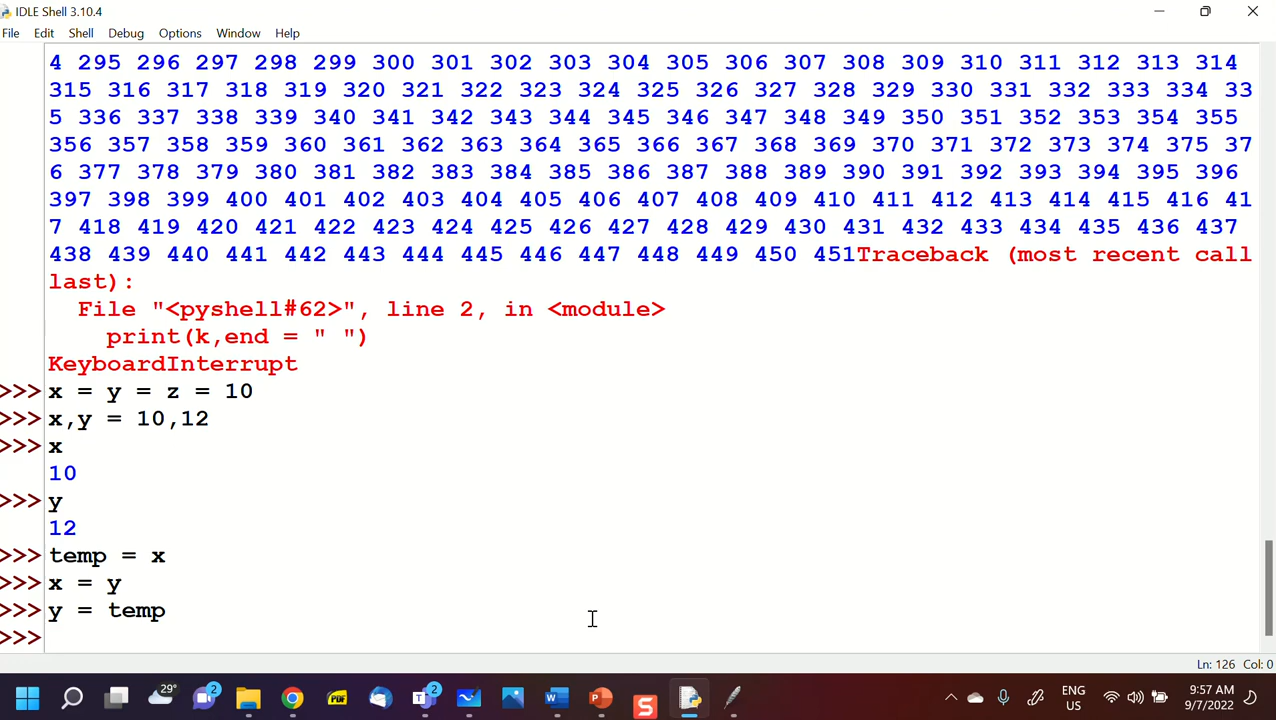 IDLE Shell 3.10.4
File Edit Shell Debug Options Window Help
4 295 296 297 298 299 300 301 302 303 304 305 306 307 308 309 310 311 312 313 314
315 316 317 318 319 320 321 322 323 324 325 326 327 328 329 330 331 332 333 334 33
5 336 337 338 339 340 341 342 343 344 345 346 347 348 349 350 351 352 353 354 355
356 357 358 359 360 361 362 363 364 365 366 367 368 369 370 371 372 373 374 375 37
6 377 378 379 380 381 382 383 384 385 386 387 388 389 390 391 392 393 394 395 396
397 398 399 400 401 402 403 404 405 406 407 408 409 410 411 412 413 414 415 416 41
7 418 419 420 421 422 423 424 425 426 427 428 429 430 431 432 433 434 435 436 437
438 439 440 441 442 443 444 445 446 447 448 449 450 451Traceback (most recent call
last):
  File "<pyshell#62>", line 2, in <module>
    print(k,end = " ")
KeyboardInterrupt
>>> x = y = z = 10
>>> x,y = 10,12
>>> x
10
>>> y
12
>>> temp = x
>>> x = y
>>> y = temp
>>>
Ln: 126 Col: 0
29°
2
PDF
T 2
W
P
S
ENG
US
9:57 AM
9/7/2022